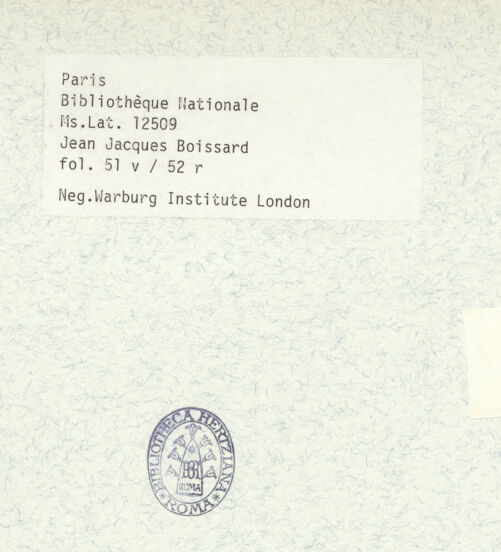 Paris
Bibliothêque Nationale
Ms.Lat. 12509
Jean Jacques Boissard
fol. 51 v / 52 r
Neg.Warburg Institute London
BIBLIOTHECA HERTZIANA
ROMA
* ROMA *